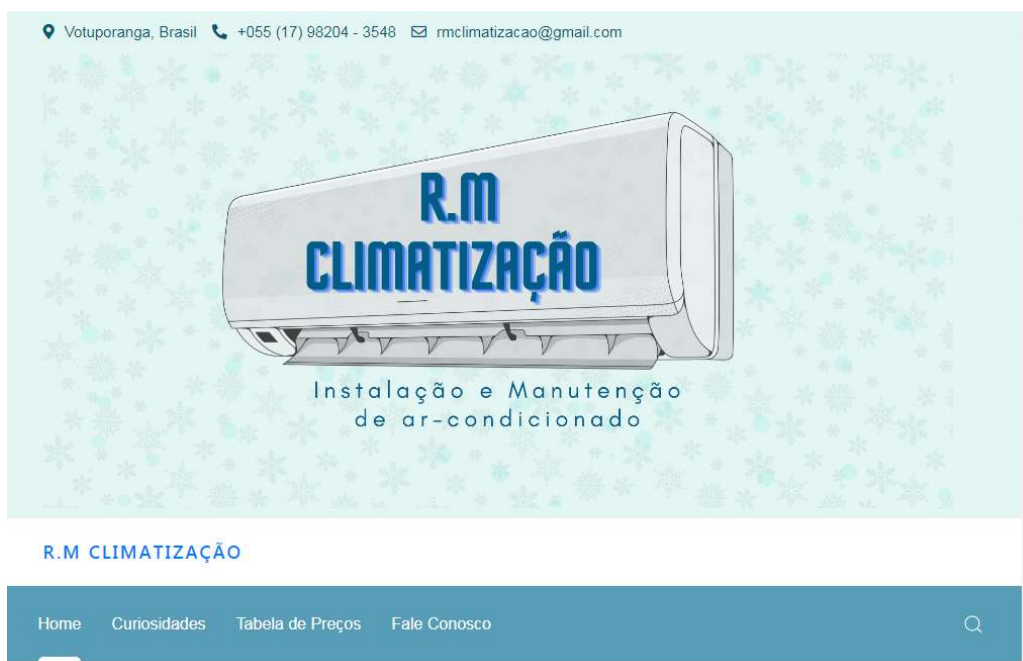 Votuporanga, Brasil +055 (17) 98204 - 3548 rmclimatizacao@gmail.com
R.M
CLIMATIZAÇÃO
Instalação e Manutenção
de ar-condicionado
R.M CLIMATIZAÇÃO
Home Curiosidades Tabela de Preços Fale Conosco